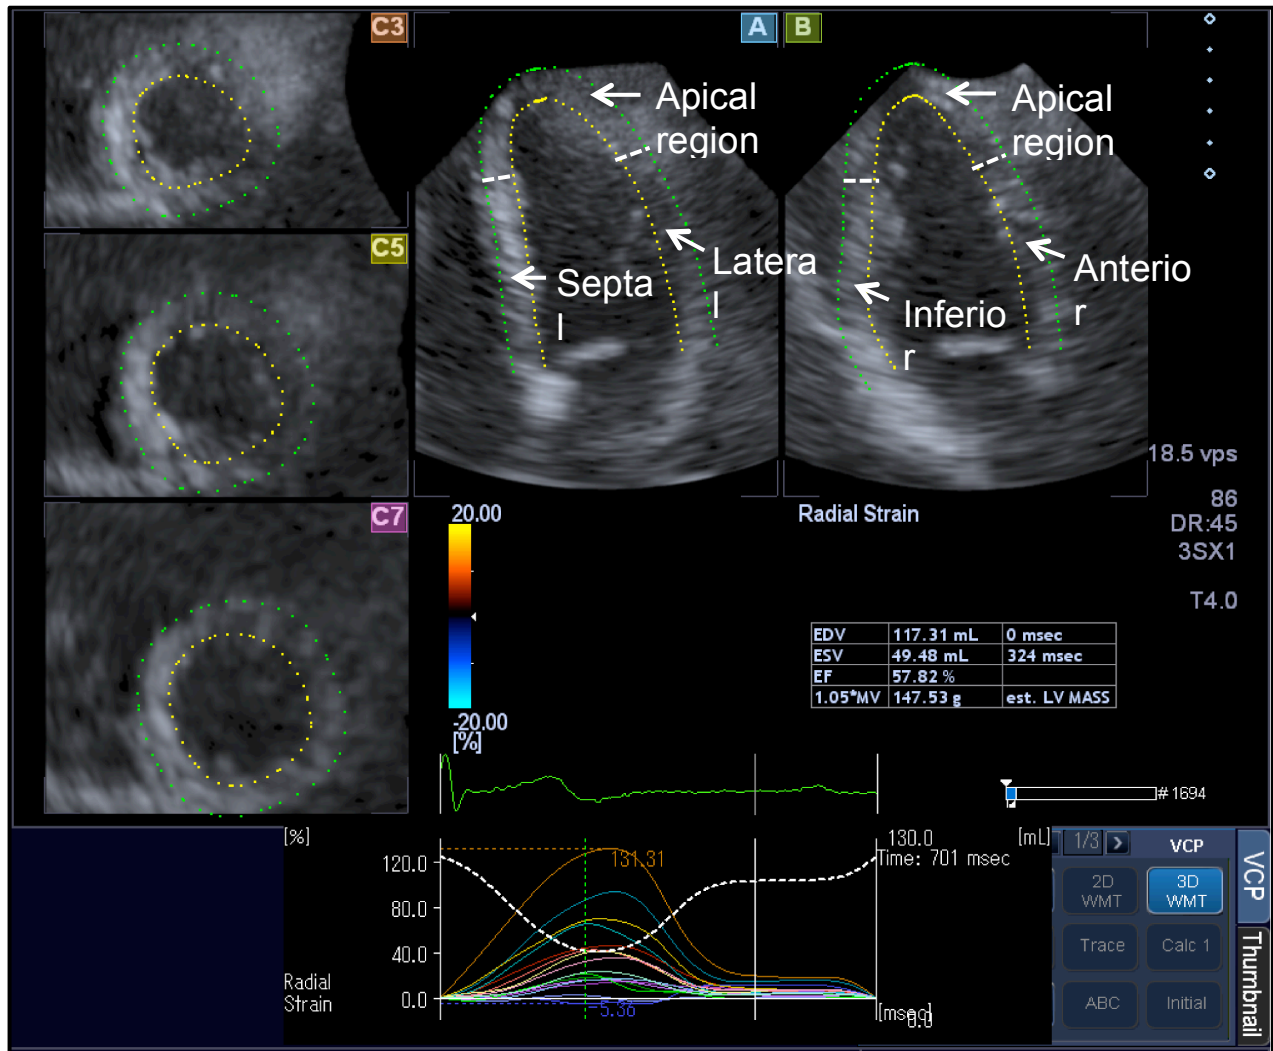 C3
A
B
Apical
region
Apical
region
C5
Septa
l
Latera
l
Inferio
r
Anterio
r
18.5 vps
86
DR:45
3SX1
T4.0
C7
20.00
-20.00
[%]
Radial Strain
EDV 117.31 mL 0 msec
ESV 49.48 mL 324 msec
EF 57.82 %
1.05*MV 147.53 g est. LV MASS
# 1694
[%]
130.0 [mL]
Time: 701 msec
120.0
80.0
40.0
0.0
131.31
-5.36
Radial
Strain
[msec]
0.0
1/3 > VCP
2D
WMT
3D
WMT
Trace
Calc 1
ABC
Initial
VCP
Thumbnail